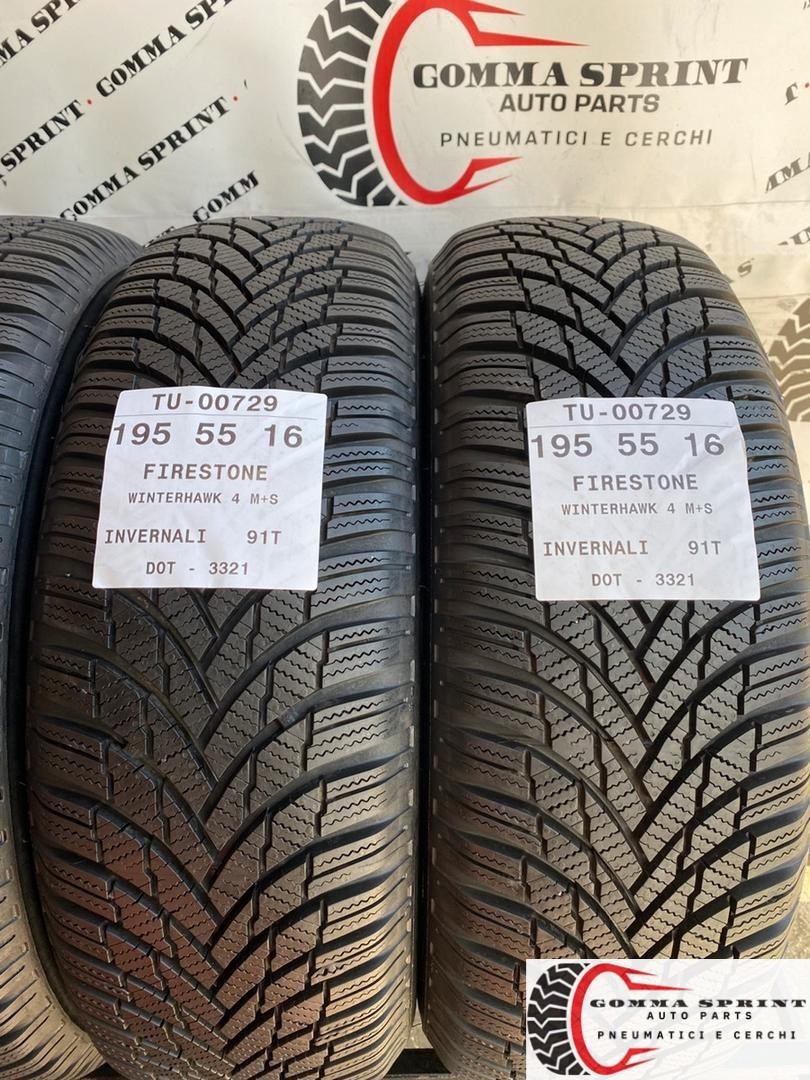 GOMMA SPRINT
AUTO PARTS
PNEUMATICI E CERCHI
GOMMA SPRINT.
SPRINT. GOMMA SPRINT.
GOMMA SPRINT. GOMM
TU-00729
195 55 16
FIRESTONE
WINTERHAWK 4 M+S
INVERNALI 91T
DOT - 3321
TU-00729
195 55 16
FIRESTONE
WINTERHAWK 4 M+S
INVERNALI 91T
DOT - 3321
GOMMA SPRINT
AUTO PARTS
PNEUMATICI E CERCHI